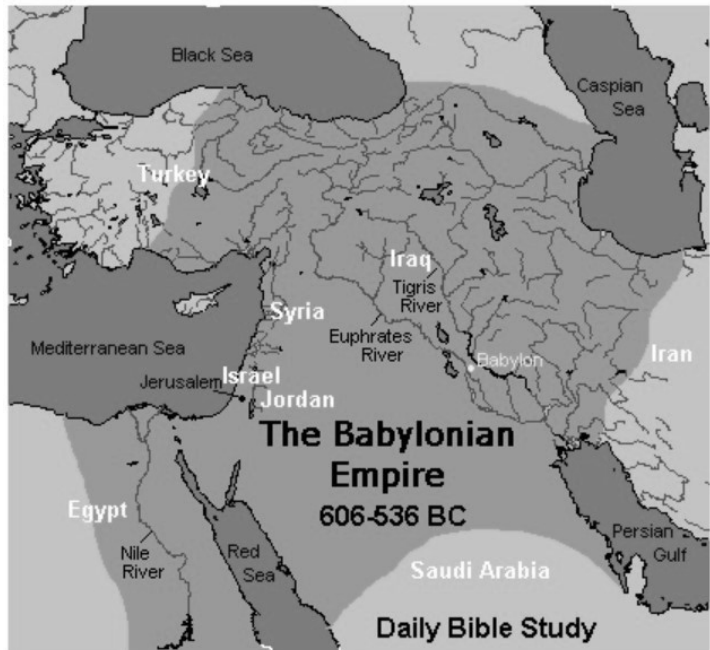 Black Sea
Caspian
Sea
Turkey
Iraq
Tigris
River
Syria
Euphrates
River
Mediterranean Sea
Babylon
Iran
Israel
Jerusalem
Jordan
The Babylonian
Empire
606-536 BC
Egypt
Nile
River
Red
Sea
Persian
Gulf
Saudi Arabia
Daily Bible Study